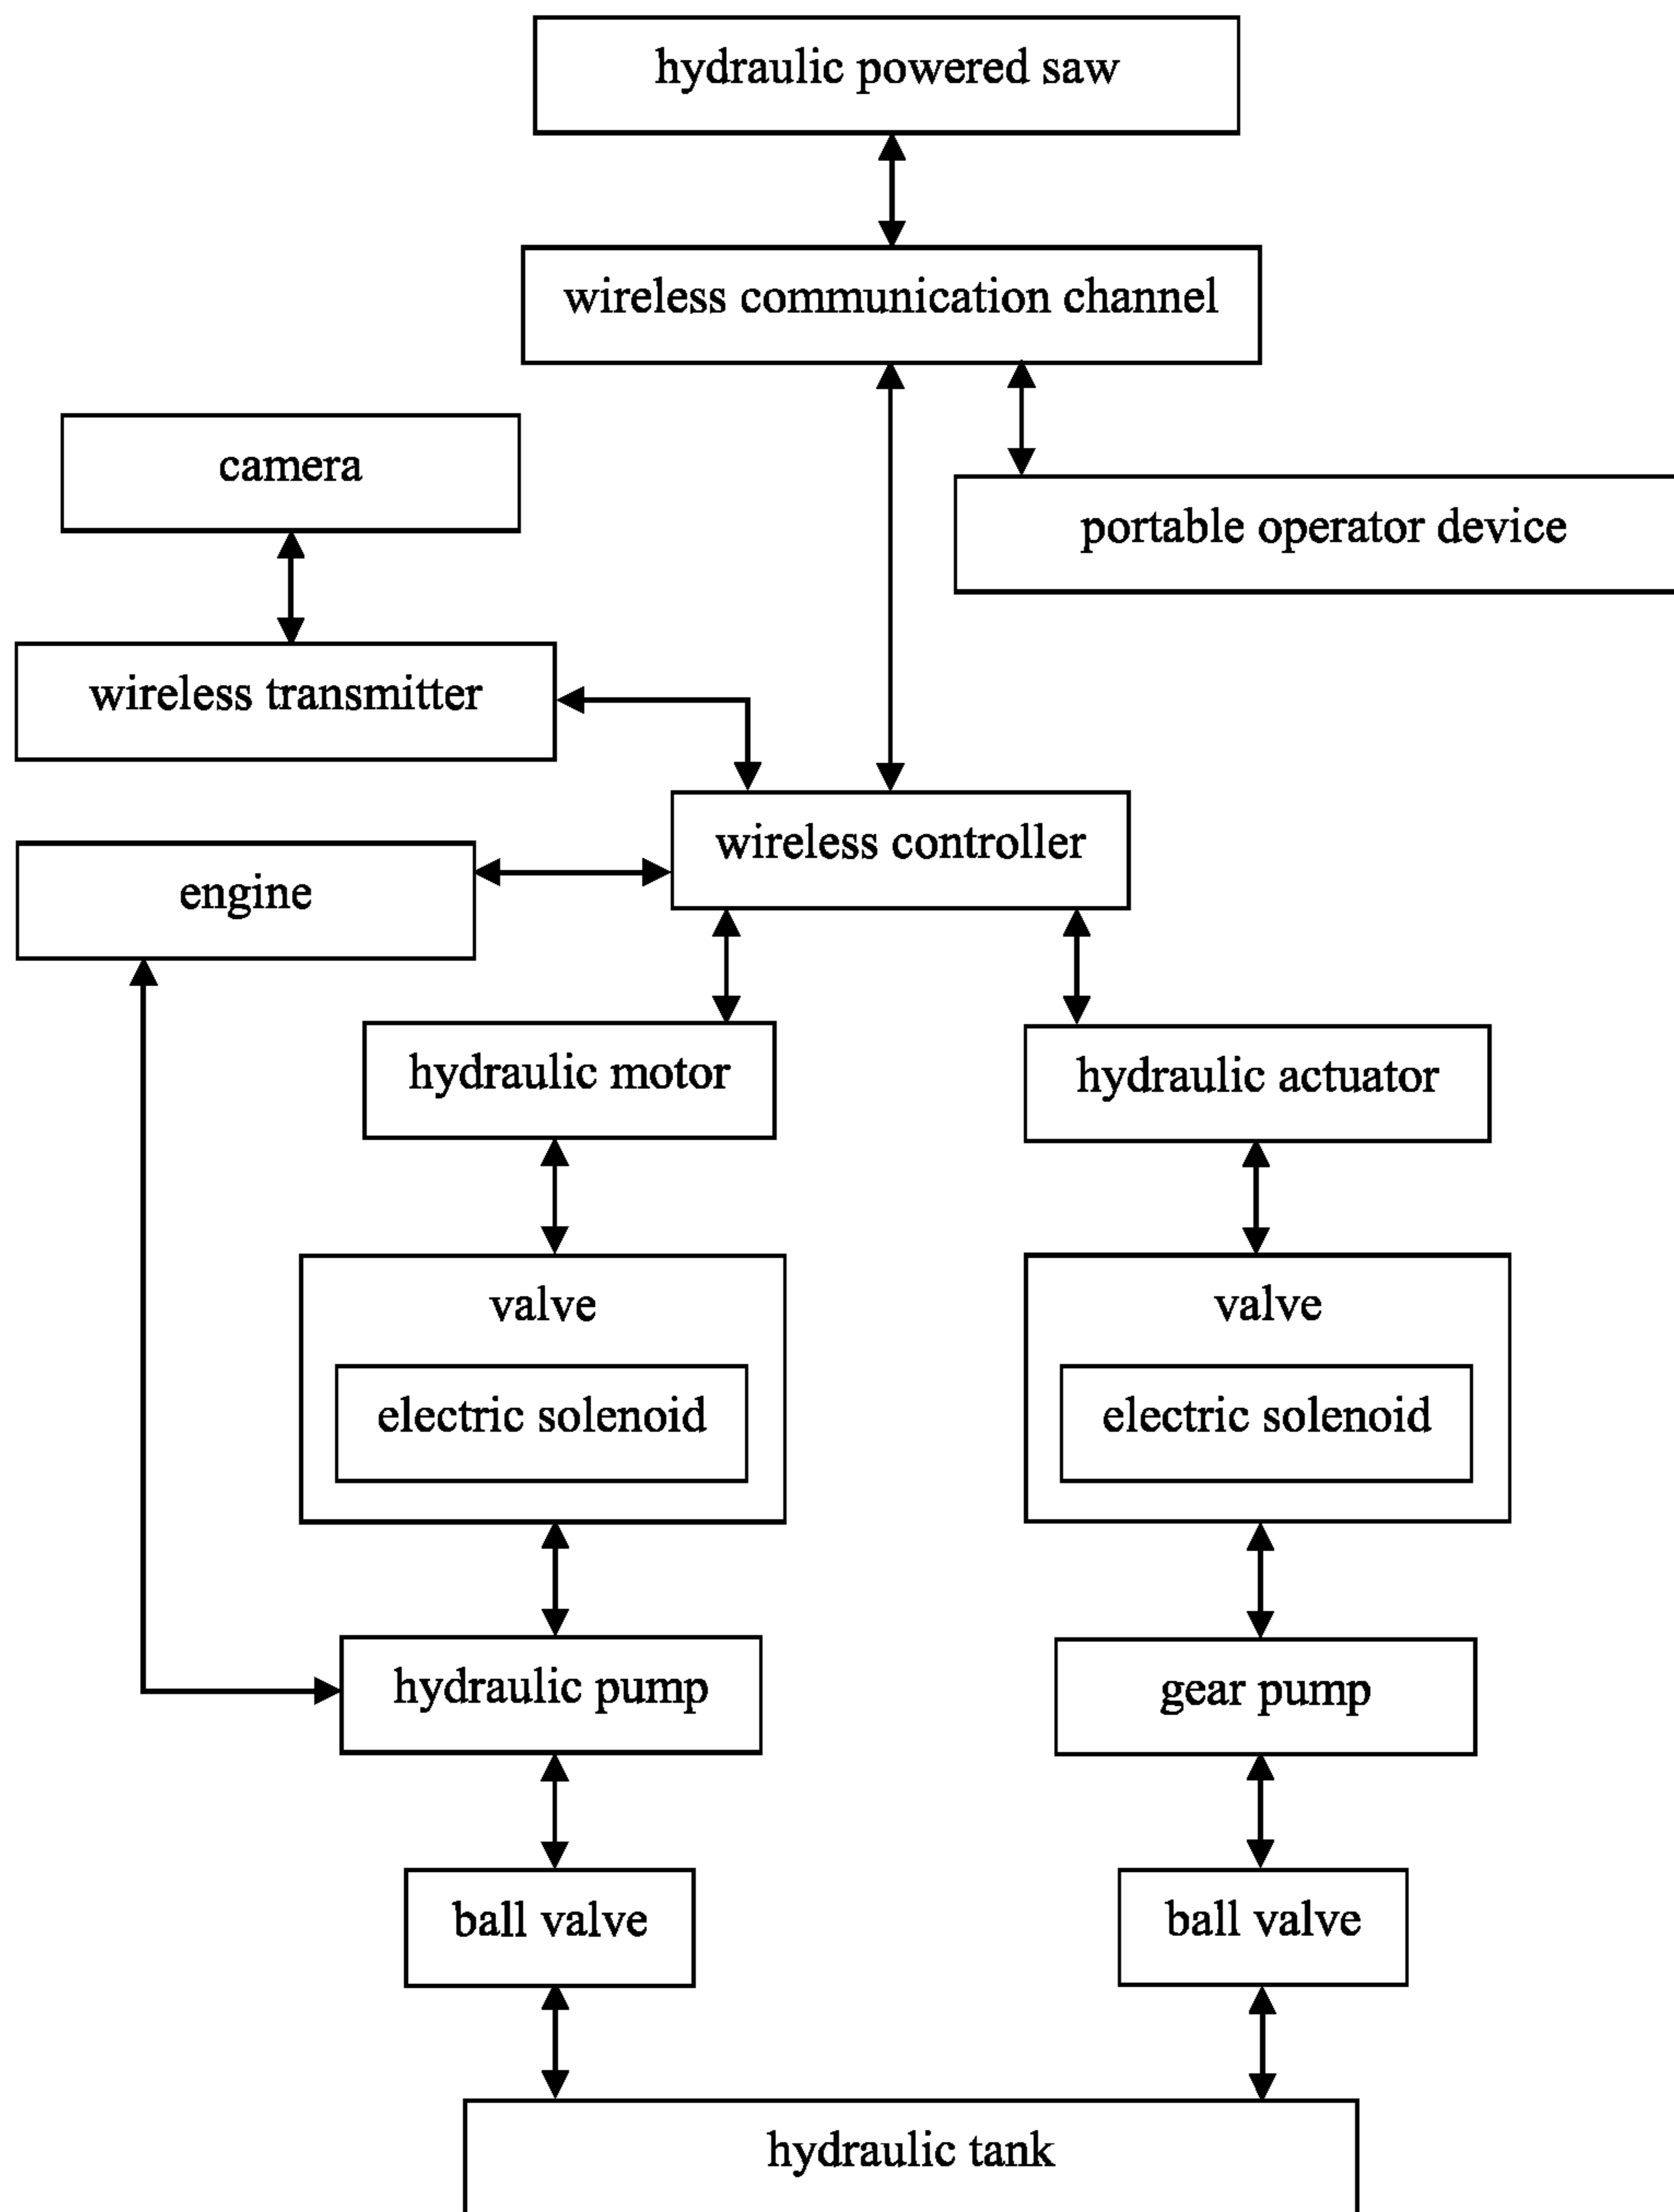 hydraulic powered saw
wireless communication channel
camera
portable operator device
wireless transmitter
wireless controller
engine
hydraulic motor
hydraulic actuator
valve
valve
electric solenoid
electric solenoid
hydraulic pump
gear pump
ball valve
ball valve
hydraulic tank